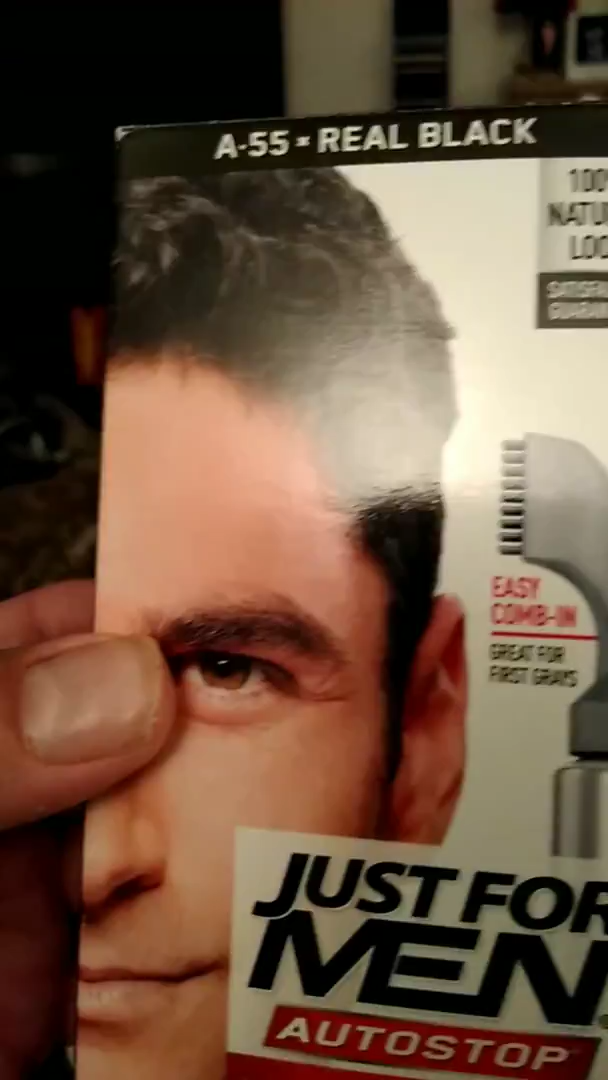 A-55 ▪ REAL BLACK
EASY
COMB-IN
GREAT FOR
FIRST GRAYS
JUST FOR
MEN
AUTOSTOP